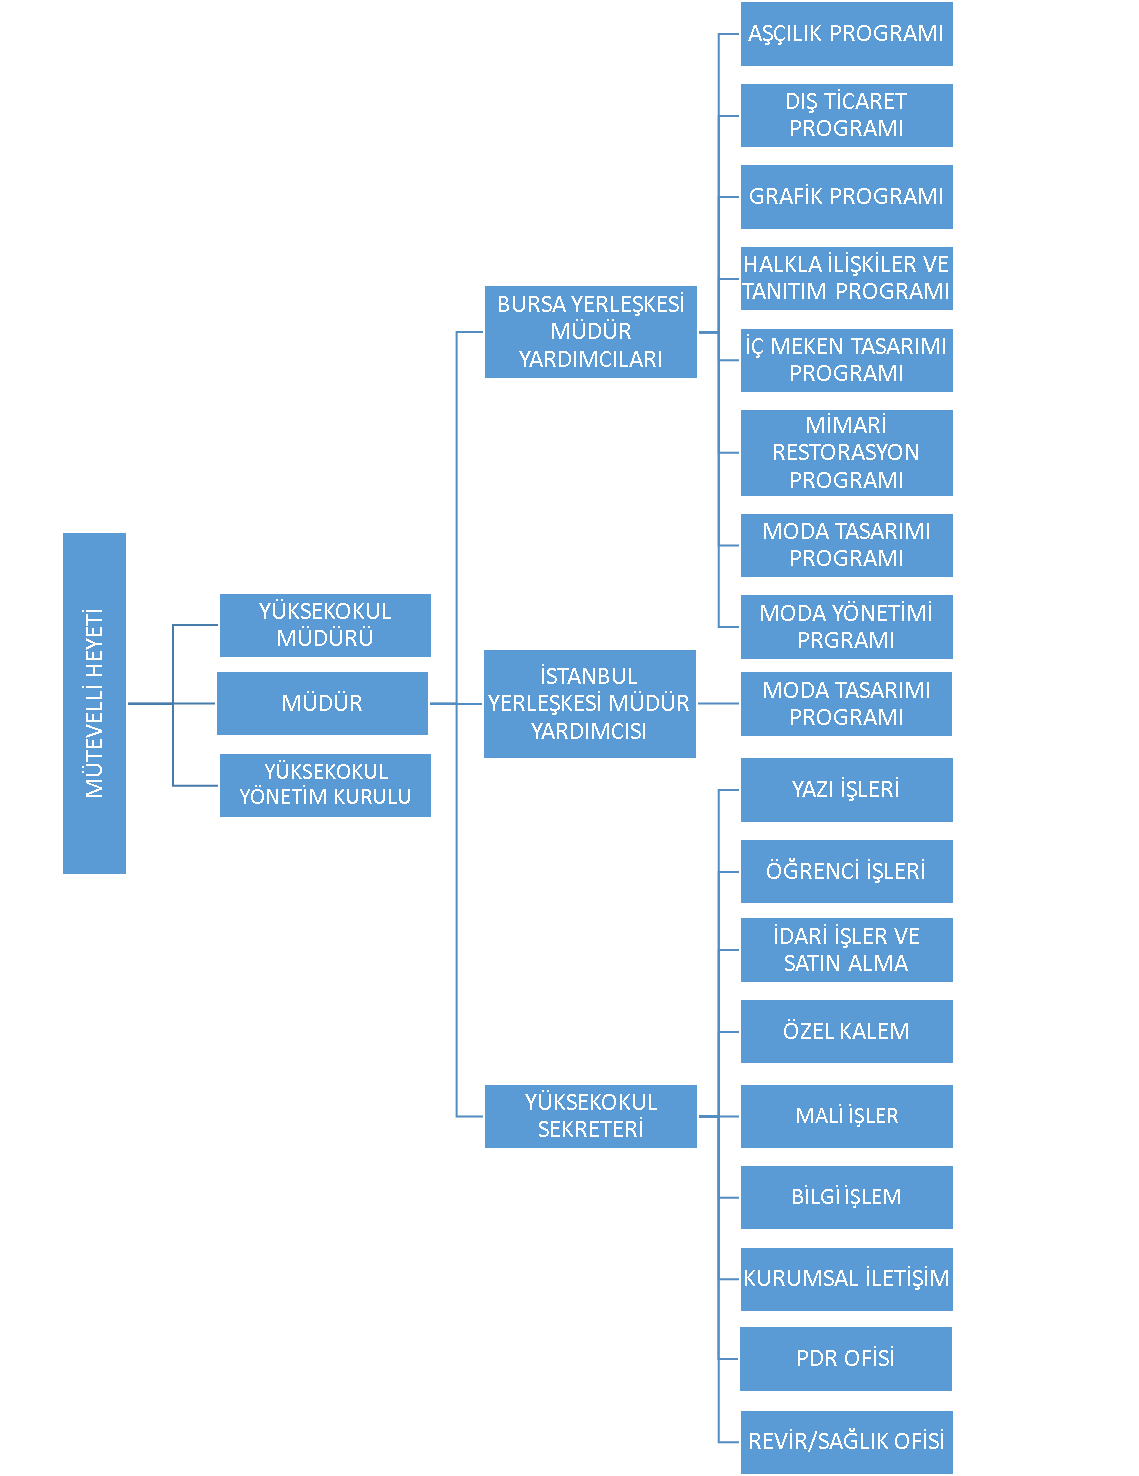 MÜTEVELLİ HEYETİ
YÜKSEKOKUL
MÜDÜRÜ
MÜDÜR
YÜKSEKOKUL
YÖNETİM KURULU
BURSA YERLEŞKESİ
MÜDÜR
YARDIMCILARI
İSTANBUL
YERLEŞKESİ MÜDÜR
YARDIMCISI
YÜKSEKOKUL
SEKRETERİ
AŞÇILIK PROGRAMI
DIŞ TİCARET
PROGRAMI
GRAFİK PROGRAMI
HALKLA İLİŞKİLER VE
TANITIM PROGRAMI
İÇ MEKEN TASARIMI
PROGRAMI
MİMARİ
RESTORASYON
PROGRAMI
MODA TASARIMI
PROGRAMI
MODA YÖNETİMİ
PRGRAMI
MODA TASARIMI
PROGRAMI
YAZI İŞLERİ
ÖĞRENCİ İŞLERİ
İDARİ İŞLER VE
SATIN ALMA
ÖZEL KALEM
MALİ İŞLER
BİLGİ İŞLEM
KURUMSAL İLETİŞİM
PDR OFİSİ
REVİR/SAĞLIK OFİSİ